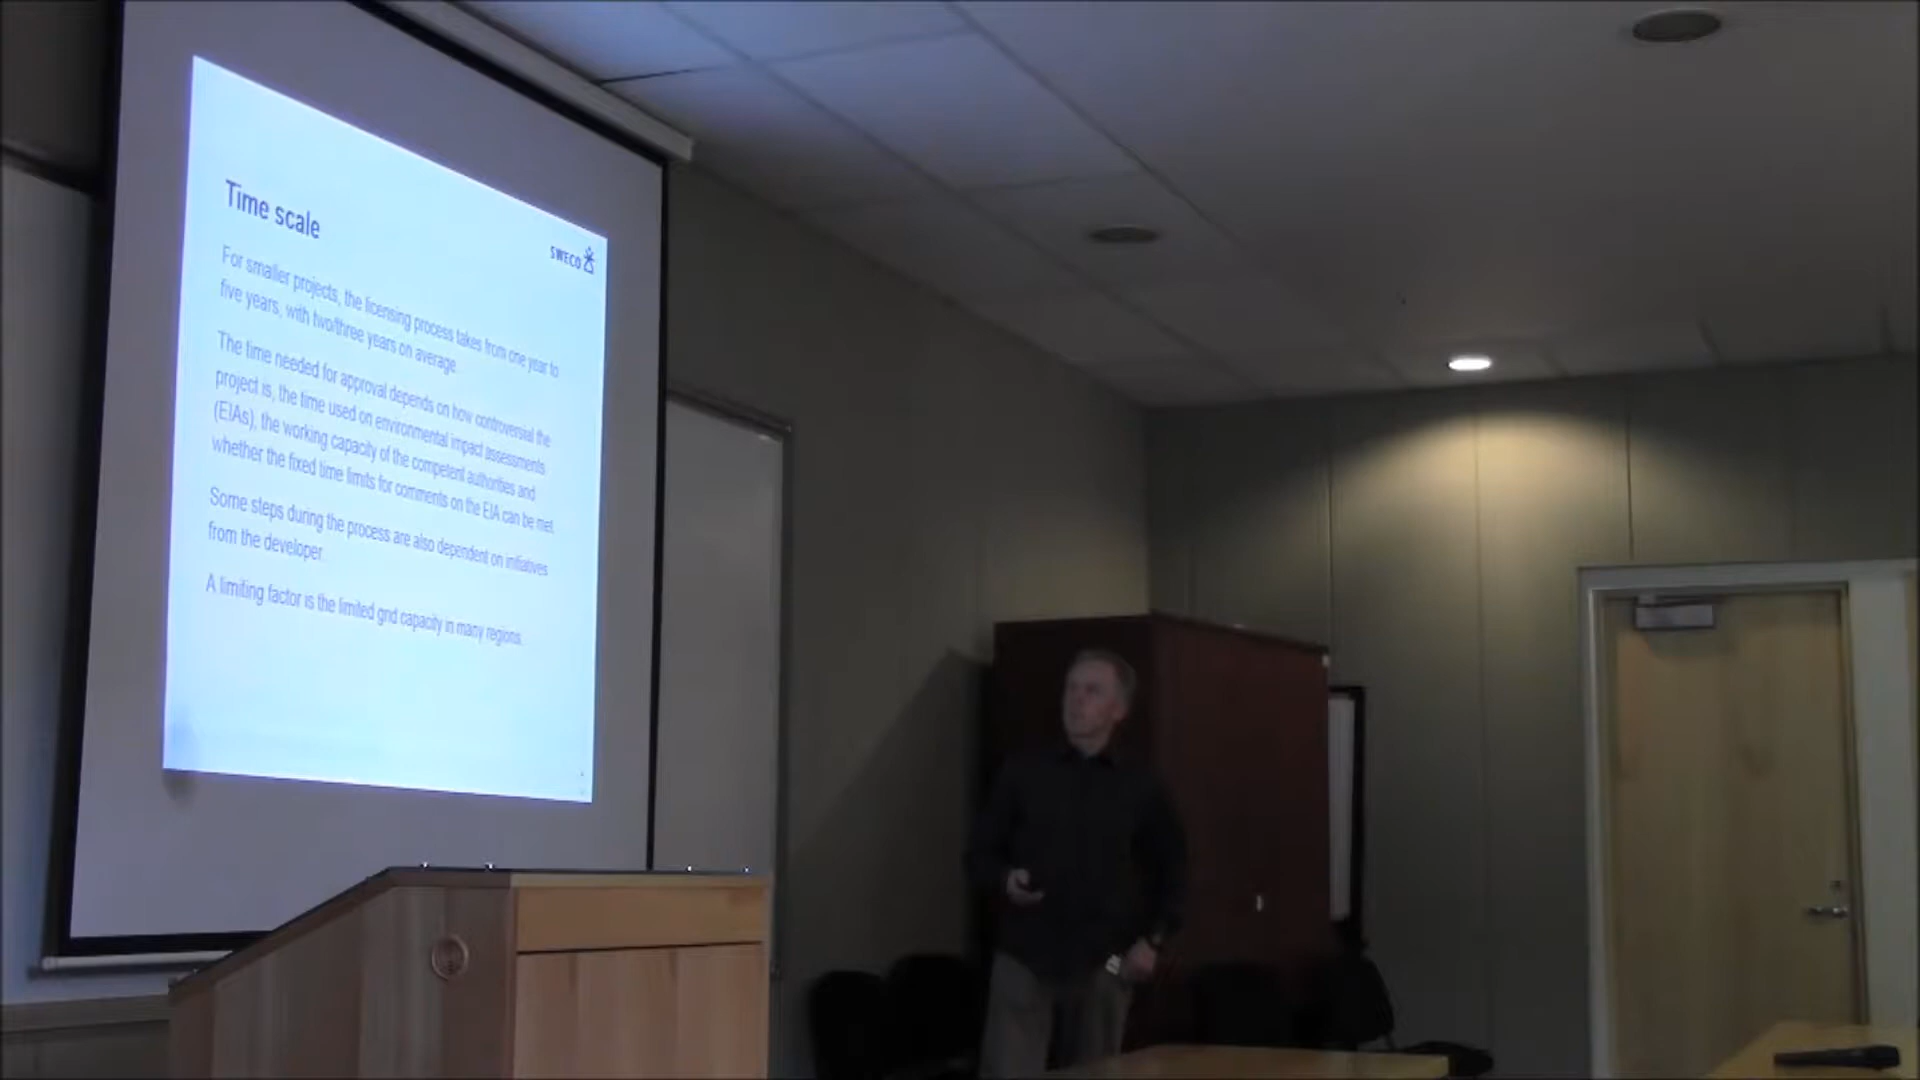 Time scale
SWECO
For smaller projects, the licensing process takes from one year to
five years, with two/three years on average.
The time needed for approval depends on how controversial the
project is, the time used on environmental impact assessments
(EIAs), the working capacity of the competent authorities and
whether the fixed time limits for comments on the EIA can be met.
Some steps during the process are also dependent on initiatives
from the developer.
A limiting factor is the limited grid capacity in many regions.